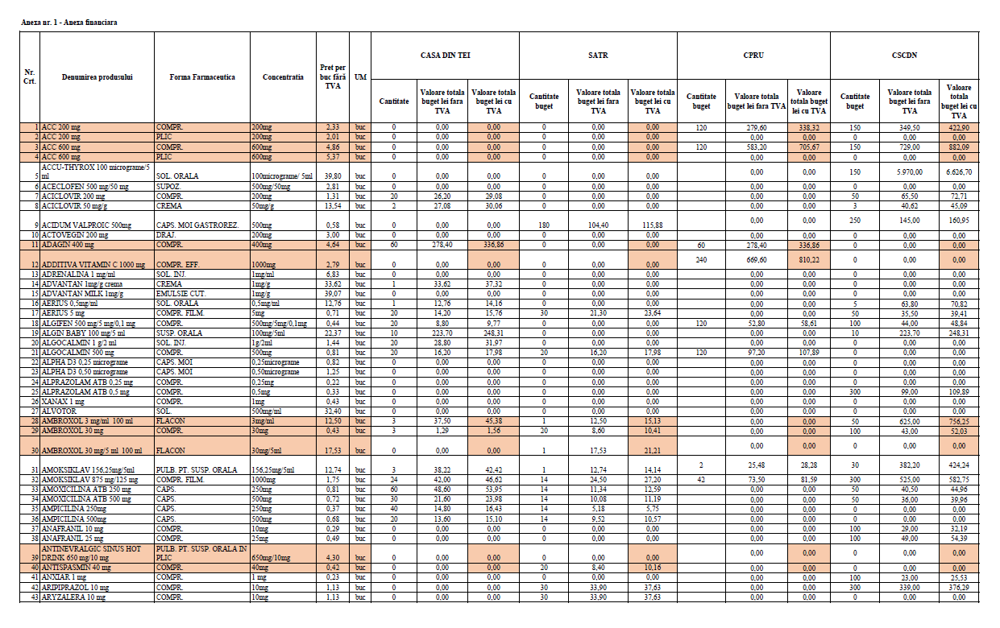 Anexa nr. 1 - Anexa financiara
Nr. Crt. Denumirea produsului Forma Farmaceutica Concentratia Pret per buc fără TVA UM CASA DIN TEI SATR CPRU CSCDN
Cantitate Valoare totala buget lei fara TVA Valoare totala buget lei cu TVA Cantitate buget Valoare totala buget lei fara TVA Valoare totala buget lei cu TVA Cantitate buget Valoare totala buget lei fara TVA Valoare totala buget lei cu TVA Cantitate buget Valoare totala buget lei fara TVA Valoare totala buget lei cu TVA
1 ACC 200 mg COMPR. 200mg 2,33 buc 0 0,00 0,00 0 0,00 0,00 120 279,60 338,32 150 349,50 422,90
2 ACC 200 mg PLIC 200mg 2,01 buc 0 0,00 0,00 0 0,00 0,00 0,00 0,00 0 0,00 0,00
3 ACC 600 mg COMPR. 600mg 4,86 buc 0 0,00 0,00 0 0,00 0,00 120 583,20 705,67 150 729,00 882,09
4 ACC 600 mg PLIC 600mg 5,37 buc 0 0,00 0,00 0 0,00 0,00 0,00 0,00 0 0,00 0,00
5 ACCU-THYROX 100 micrograme/5 ml SOL. ORALA 100micrograme/ 5ml 39,80 buc 0 0,00 0,00 0 0,00 0,00 0,00 0,00 150 5.970,00 6.626,70
6 ACECLOFEN 500 mg/50 mg SUPOZ. 500mg/50mg 2,81 buc 0 0,00 0,00 0 0,00 0,00 0,00 0,00 0 0,00 0,00
7 ACICLOVIR 200 mg COMPR. 200mg 1,31 buc 20 26,20 29,08 0 0,00 0,00 0,00 0,00 50 65,50 72,71
8 ACICLOVIR 50 mg/g CREMA 50mg/g 13,54 buc 2 27,08 30,06 0 0,00 0,00 0,00 0,00 3 40,62 45,09
9 ACIDUM VALPROIC 500mg CAPS. MOI GASTROREZ. 500mg 0,58 buc 0 0,00 0,00 180 104,40 115,88 0,00 0,00 250 145,00 160,95
10 ACTOVEGIN 200 mg DRAJ. 200mg 3,00 buc 0 0,00 0,00 0 0,00 0,00 0,00 0,00 0 0,00 0,00
11 ADAGIN 400 mg COMPR. 400mg 4,64 buc 60 278,40 336,86 0 0,00 0,00 60 278,40 336,86 0 0,00 0,00
12 ADDITIVA VITAMIN C 1000 mg COMPR. EFF. 1000mg 2,79 buc 0 0,00 0,00 0 0,00 0,00 240 669,60 810,22 0 0,00 0,00
13 ADRENALINA 1 mg/ml SOL. INJ. 1mg/ml 6,83 buc 0 0,00 0,00 0 0,00 0,00 0,00 0,00 0 0,00 0,00
14 ADVANTAN 1mg/g crema CREMA 1mg/g 33,62 buc 1 33,62 37,32 0 0,00 0,00 0,00 0,00 0 0,00 0,00
15 ADVANTAN MILK 1mg/g EMULSIE CUT. 1mg/g 39,07 buc 0 0,00 0,00 0 0,00 0,00 0,00 0,00 0 0,00 0,00
16 AERIUS 0,5mg/ml SOL. ORALA 0,5mg/ml 12,76 buc 1 12,76 14,16 0 0,00 0,00 0,00 0,00 5 63,80 70,82
17 AERIUS 5 mg COMPR. FILM. 5mg 0,71 buc 20 14,20 15,76 30 21,30 23,64 0,00 0,00 50 35,50 39,41
18 ALGIFEN 500 mg/5 mg/0,1 mg COMPR. 500mg/5mg/0,1mg 0,44 buc 20 8,80 9,77 0 0,00 0,00 120 52,80 58,61 100 44,00 48,84
19 ALGIN BABY 100 mg/5 ml SUSP. ORALA 100mg/5ml 22,37 buc 10 223,70 248,31 0 0,00 0,00 0,00 0,00 10 223,70 248,31
20 ALGOCALMIN 1 g/2 ml SOL. INJ. 1g/2ml 1,44 buc 20 28,80 31,97 0 0,00 0,00 0,00 0,00 0 0,00 0,00
21 ALGOCALMIN 500 mg COMPR. 500mg 0,81 buc 20 16,20 17,98 20 16,20 17,98 120 97,20 107,89 0 0,00 0,00
22 ALPHA D3 0,25 micrograme CAPS. MOI 0,25micrograme 0,82 buc 0 0,00 0,00 0 0,00 0,00 0,00 0,00 0 0,00 0,00
23 ALPHA D3 0,50 micrograme CAPS. MOI 0,50micrograme 1,25 buc 0 0,00 0,00 0 0,00 0,00 0,00 0,00 0 0,00 0,00
24 ALPRAZOLAM ATB 0,25 mg COMPR. 0,25mg 0,22 buc 0 0,00 0,00 0 0,00 0,00 0,00 0,00 0 0,00 0,00
25 ALPRAZOLAM ATB 0,5 mg COMPR. 0,5mg 0,33 buc 0 0,00 0,00 0 0,00 0,00 0,00 0,00 300 99,00 109,89
26 XANAX 1 mg COMPR. 1mg 0,43 buc 0 0,00 0,00 0 0,00 0,00 0,00 0,00 0 0,00 0,00
27 ALVOTOR SOL. 500mg/ml 32,40 buc 0 0,00 0,00 0 0,00 0,00 0,00 0,00 0 0,00 0,00
28 AMBROXOL 3 mg/ml 100 ml FLACON 3mg/ml 12,50 buc 3 37,50 45,38 1 12,50 15,13 0,00 0,00 50 625,00 756,25
29 AMBROXOL 30 mg COMPR. 30mg 0,43 buc 3 1,29 1,56 20 8,60 10,41 0,00 0,00 100 43,00 52,03
30 AMBROXOL 30 mg/5 ml 100 ml FLACON 30mg/5ml 17,53 buc 0 0,00 0,00 1 17,53 21,21 0,00 0,00 0 0,00 0,00
31 AMOKSIKLAV 156,25mg/5ml PULB. PT. SUSP. ORALA 156,25mg/5ml 12,74 buc 3 38,22 42,42 1 12,74 14,14 2 25,48 28,28 30 382,20 424,24
32 AMOKSIKLAV 875 mg/125 mg COMPR. FILM. 1000mg 1,75 buc 24 42,00 46,62 14 24,50 27,20 42 73,50 81,59 300 525,00 582,75
33 AMOXICILINA ATB 250 mg CAPS. 250mg 0,81 buc 60 48,60 53,95 14 11,34 12,59 0,00 0,00 50 40,50 44,96
34 AMOXICILINA ATB 500 mg CAPS. 500mg 0,72 buc 30 21,60 23,98 14 10,08 11,19 0,00 0,00 50 36,00 39,96
35 AMPICILINA 250mg CAPS. 250mg 0,37 buc 40 14,80 16,43 14 5,18 5,75 0,00 0,00 0 0,00 0,00
36 AMPICILINA 500mg CAPS. 500mg 0,68 buc 20 13,60 15,10 14 9,52 10,57 0,00 0,00 0 0,00 0,00
37 ANAFRANIL 10 mg COMPR. 10mg 0,29 buc 0 0,00 0,00 0 0,00 0,00 0,00 0,00 100 29,00 32,19
38 ANAFRANIL 25 mg COMPR. 25mg 0,49 buc 0 0,00 0,00 0 0,00 0,00 0,00 0,00 100 49,00 54,39
39 ANTINEVRALGIC SINUS HOT DRINK 650 mg/10 mg PULB. PT. SUSP. ORALA IN PLIC 650mg/10mg 4,30 buc 0 0,00 0,00 0 0,00 0,00 0,00 0,00 0 0,00 0,00
40 ANTISPASMIN 40 mg COMPR. 40mg 0,42 buc 0 0,00 0,00 20 8,40 10,16 0,00 0,00 0 0,00 0,00
41 ANXIAR 1 mg COMPR. 1 mg 0,23 buc 0 0,00 0,00 0 0,00 0,00 0,00 0,00 100 23,00 25,53
42 ARIPIPRAZOL 10 mg COMPR. 10mg 1,13 buc 0 0,00 0,00 30 33,90 37,63 0,00 0,00 300 339,00 376,29
43 ARYZALERA 10 mg COMPR. 10mg 1,13 buc 0 0,00 0,00 30 33,90 37,63 0,00 0,00 0 0,00 0,00